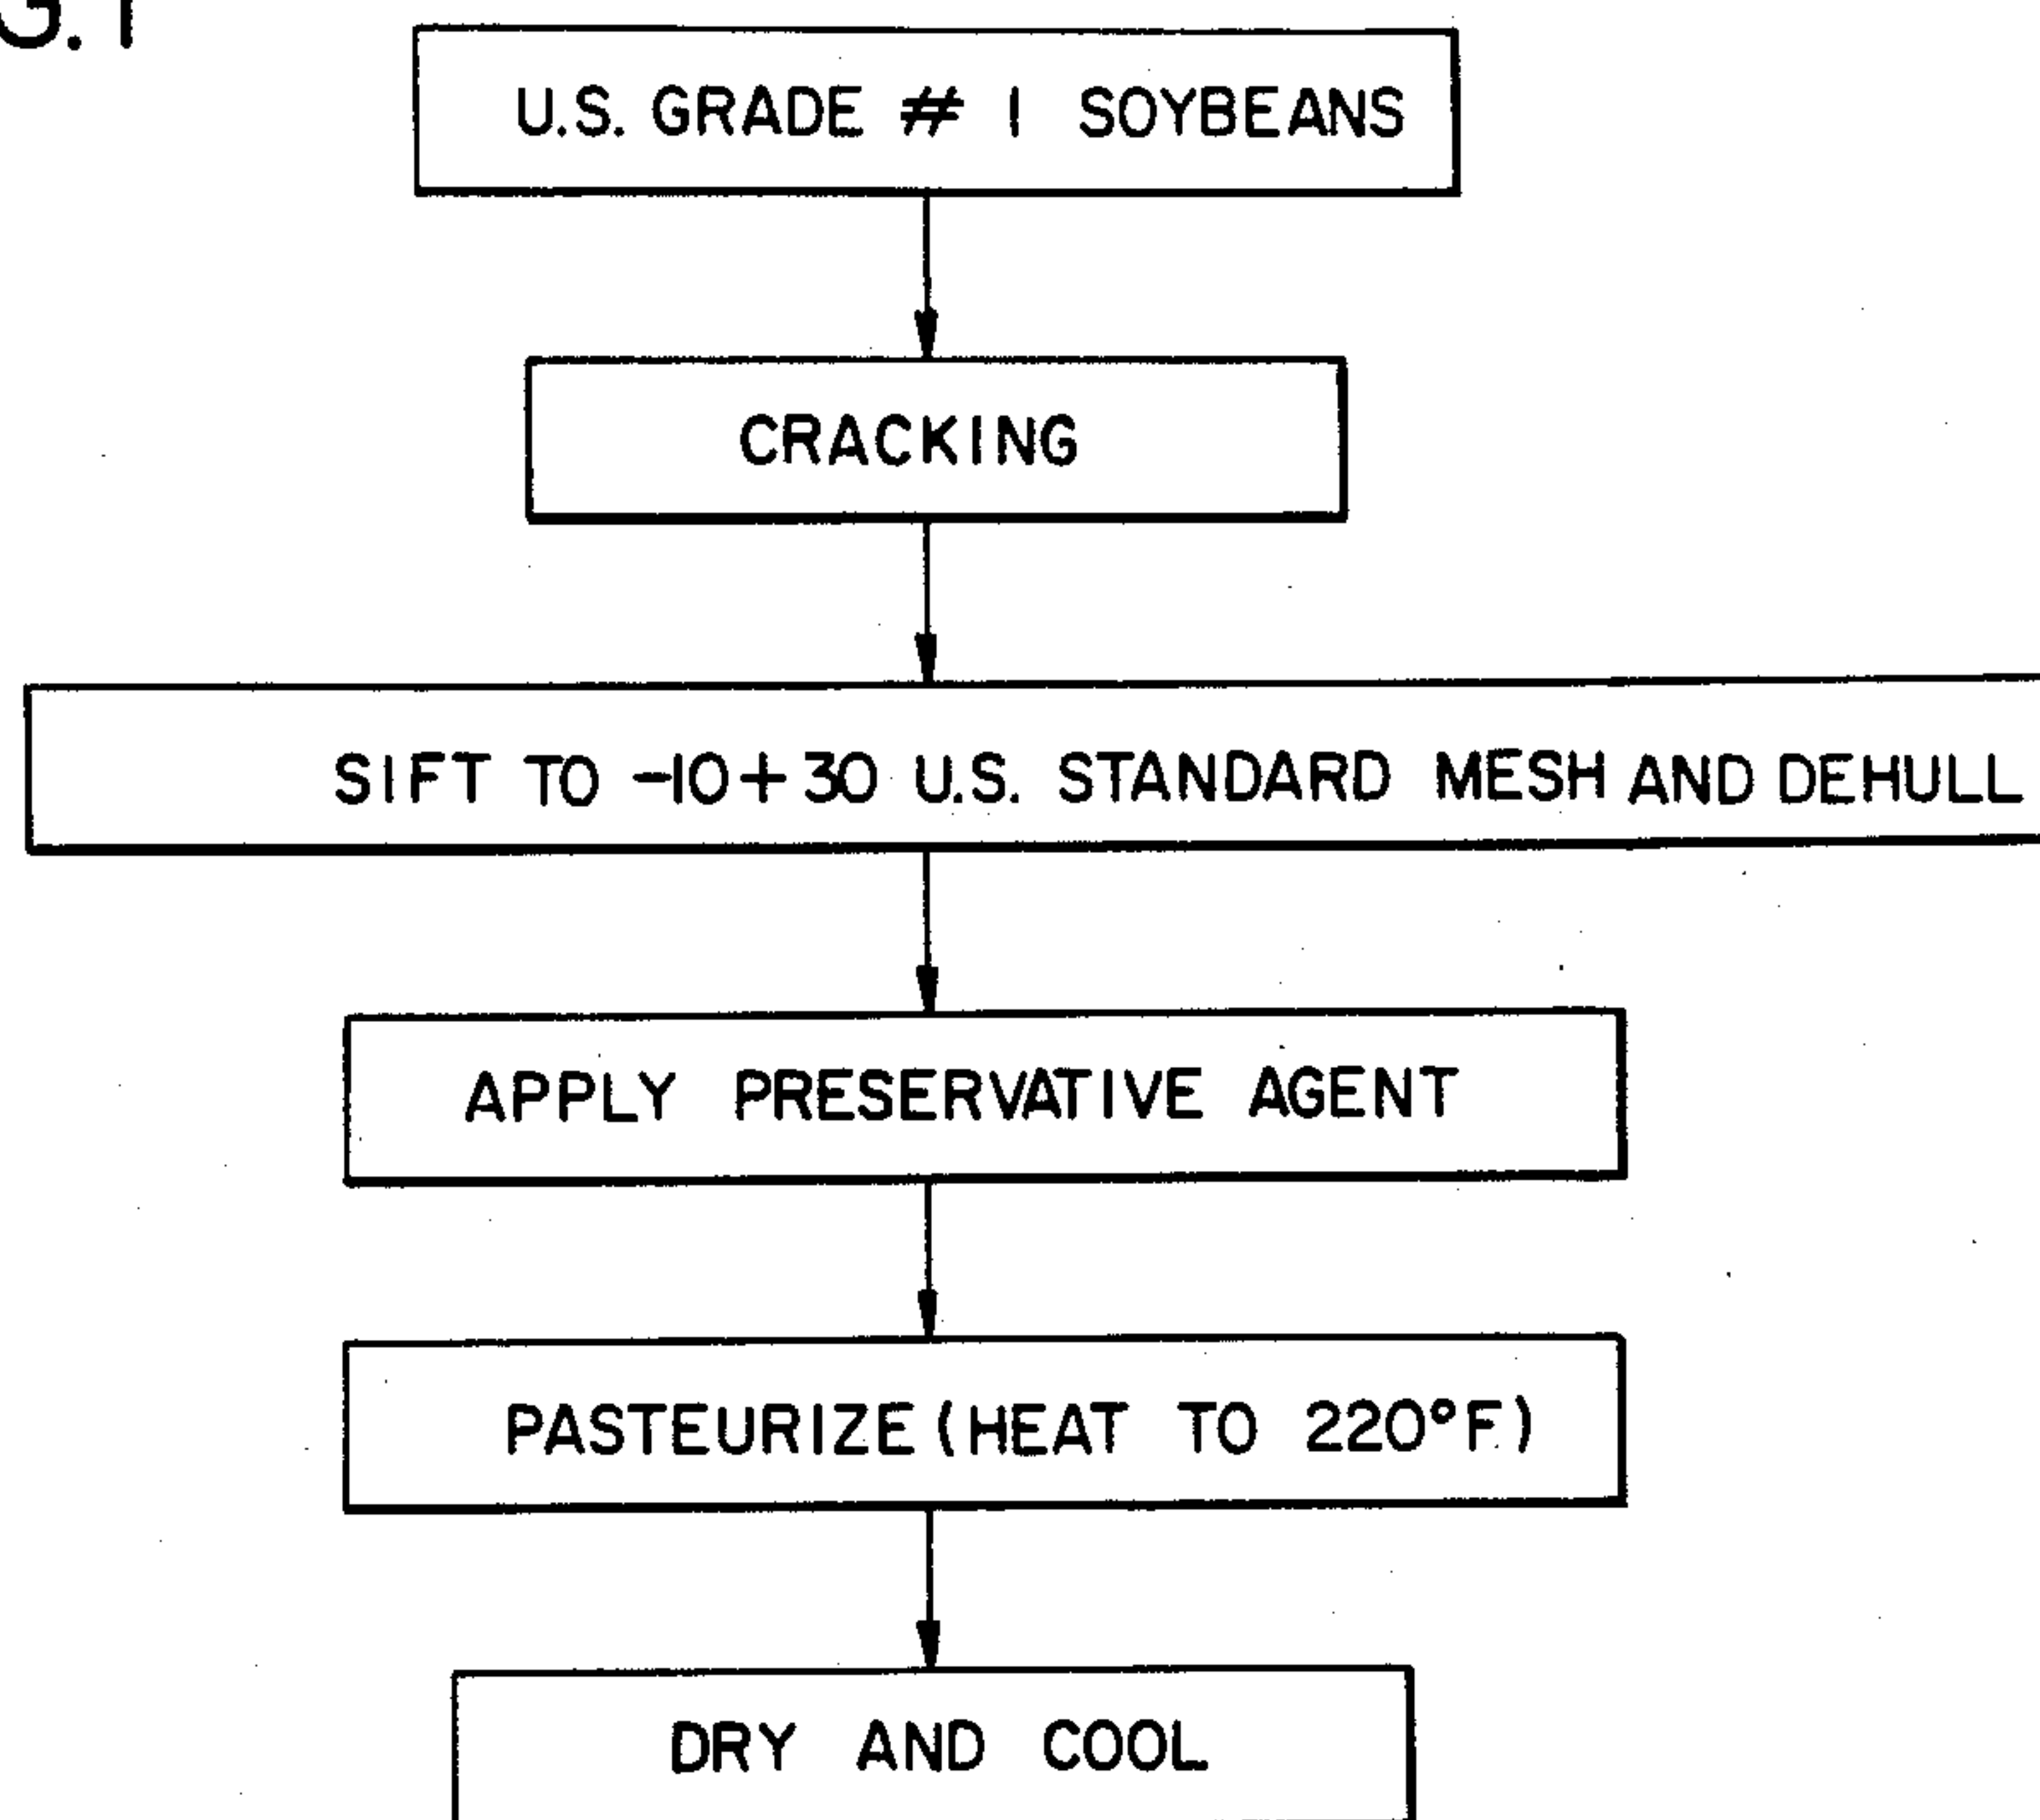 G. 1
U.S. GRADE # 1 SOYBEANS
CRACKING
SIFT TO -10+30 U.S. STANDARD MESH AND DEHULL
APPLY PRESERVATIVE AGENT
PASTEURIZE (HEAT TO 220°F.)
DRY AND COOL